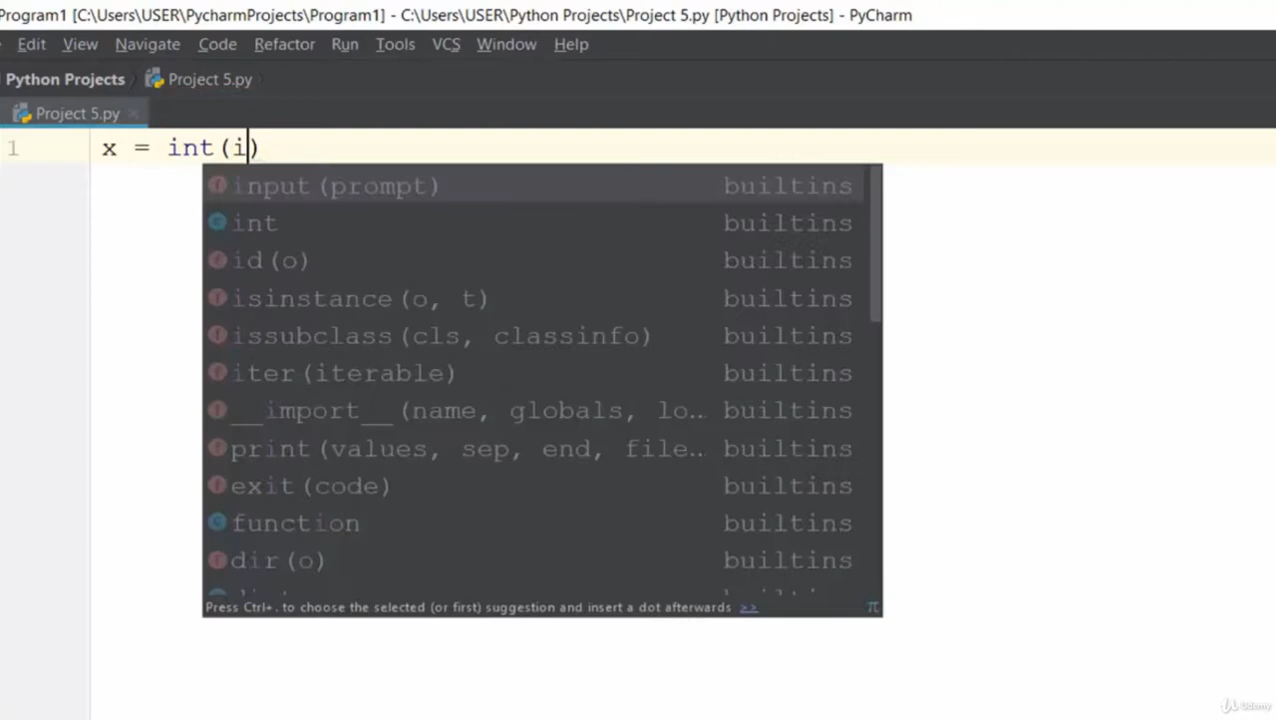 Program1 [C:\Users\USER\PycharmProjects\Program1] - C:\Users\USER\Python Projects\Project 5.py [Python Projects] - PyCharm
Edit View Navigate Code Refactor Run Tools VCS Window Help
Python Projects Project 5.py
Project 5.py
1 x = int(i)
input(prompt) builtins
int builtins
id(o) builtins
isinstance(o, t) builtins
issubclass(cls, classinfo) builtins
iter(iterable) builtins
__import__(name, globals, lo… builtins
print(values, sep, end, file… builtins
exit(code) builtins
function builtins
dir(o) builtins
Press Ctrl+. to choose the selected (or first) suggestion and insert a dot afterwards >> π
Udemy